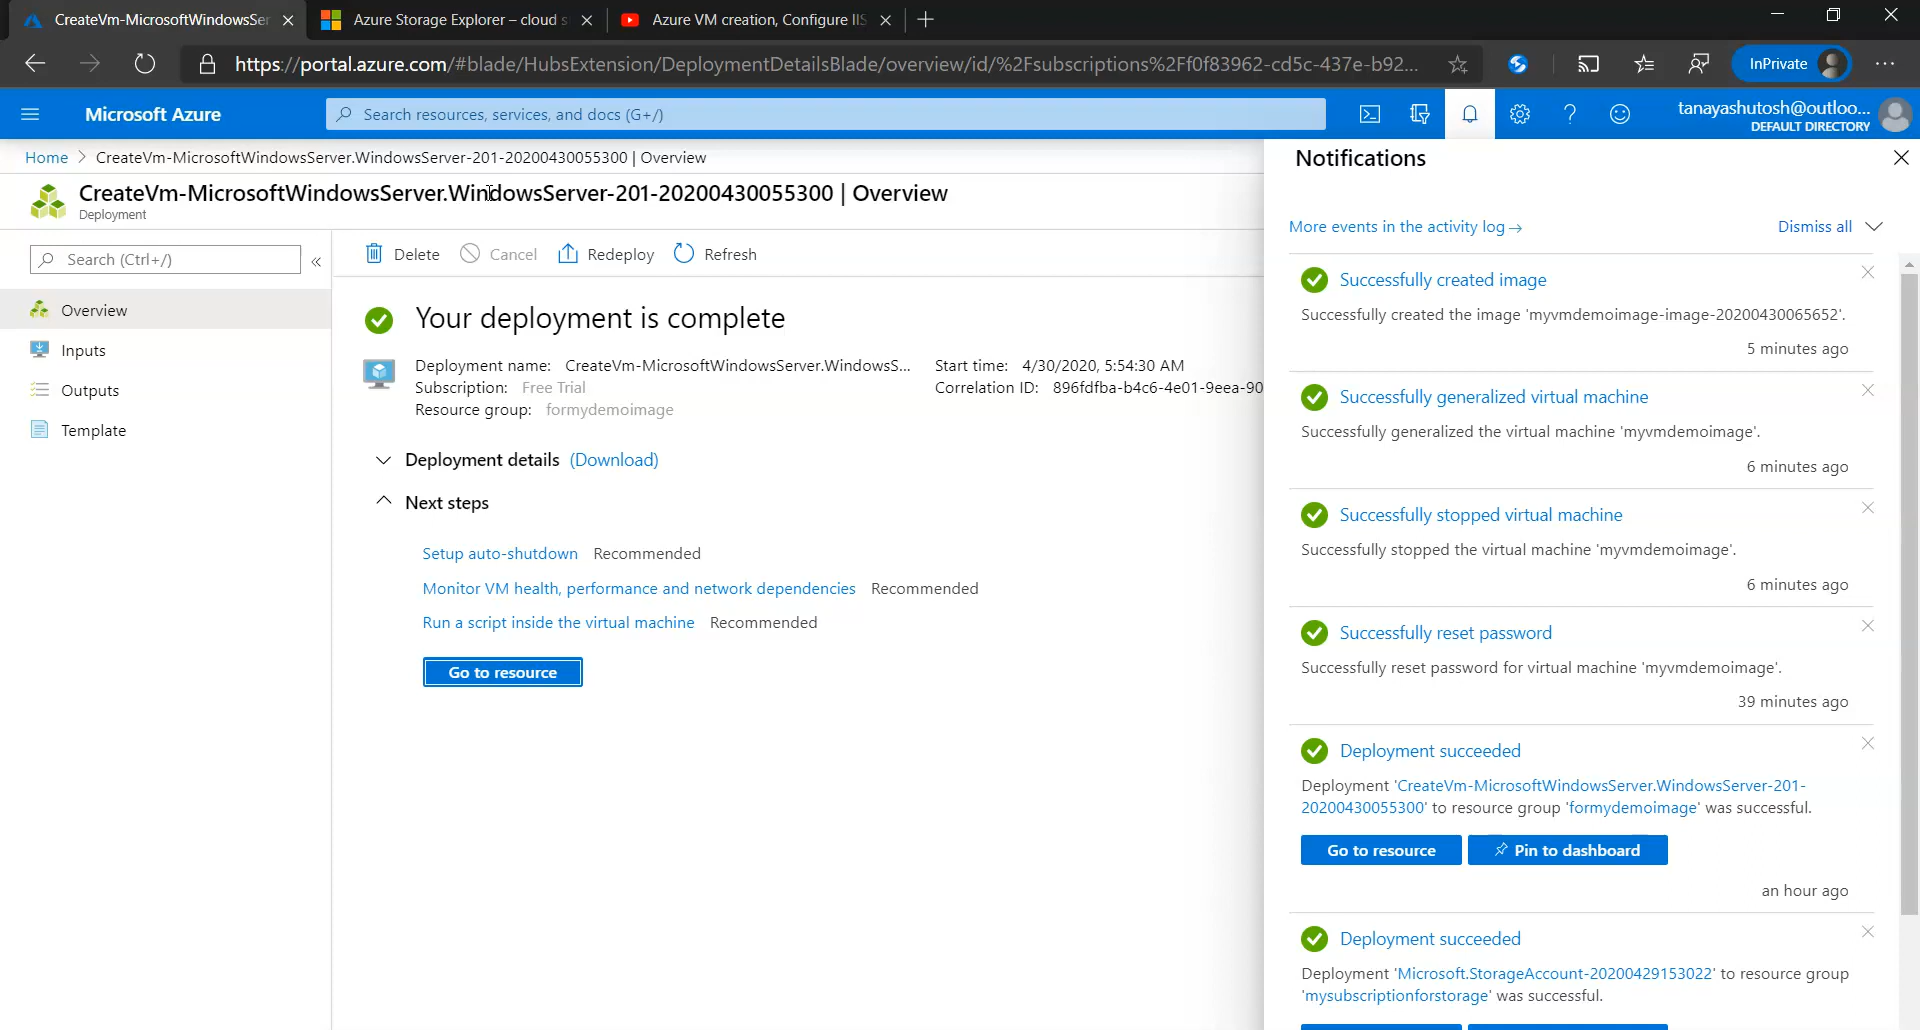 CreateVm-MicrosoftWindowsSer
Azure Storage Explorer – cloud s
Azure VM creation, Configure IIS
https://portal.azure.com/#blade/HubsExtension/DeploymentDetailsBlade/overview/id/%2Fsubscriptions%2Ff0f83962-cd5c-437e-b92...
InPrivate
Microsoft Azure
Search resources, services, and docs (G+/)
tanayashutosh@outloo...
DEFAULT DIRECTORY
Home > CreateVm-MicrosoftWindowsServer.WindowsServer-201-20200430055300 | Overview
CreateVm-MicrosoftWindowsServer.WindowsServer-201-20200430055300 | Overview
Deployment
Search (Ctrl+/)
«
Overview
Inputs
Outputs
Template
Delete
Cancel
Redeploy
Refresh
Your deployment is complete
Deployment name: CreateVm-MicrosoftWindowsServer.WindowsS...
Subscription: Free Trial
Resource group: formydemoimage
Start time: 4/30/2020, 5:54:30 AM
Correlation ID: 896fdfba-b4c6-4e01-9eea-90
Deployment details (Download)
Next steps
Setup auto-shutdown Recommended
Monitor VM health, performance and network dependencies Recommended
Run a script inside the virtual machine Recommended
Go to resource
Notifications
More events in the activity log →
Dismiss all
Successfully created image
Successfully created the image 'myvmdemoimage-image-20200430065652'.
5 minutes ago
Successfully generalized virtual machine
Successfully generalized the virtual machine 'myvmdemoimage'.
6 minutes ago
Successfully stopped virtual machine
Successfully stopped the virtual machine 'myvmdemoimage'.
6 minutes ago
Successfully reset password
Successfully reset password for virtual machine 'myvmdemoimage'.
39 minutes ago
Deployment succeeded
Deployment 'CreateVm-MicrosoftWindowsServer.WindowsServer-201-
20200430055300' to resource group 'formydemoimage' was successful.
Go to resource
Pin to dashboard
an hour ago
Deployment succeeded
Deployment 'Microsoft.StorageAccount-20200429153022' to resource group
'mysubscriptionforstorage' was successful.